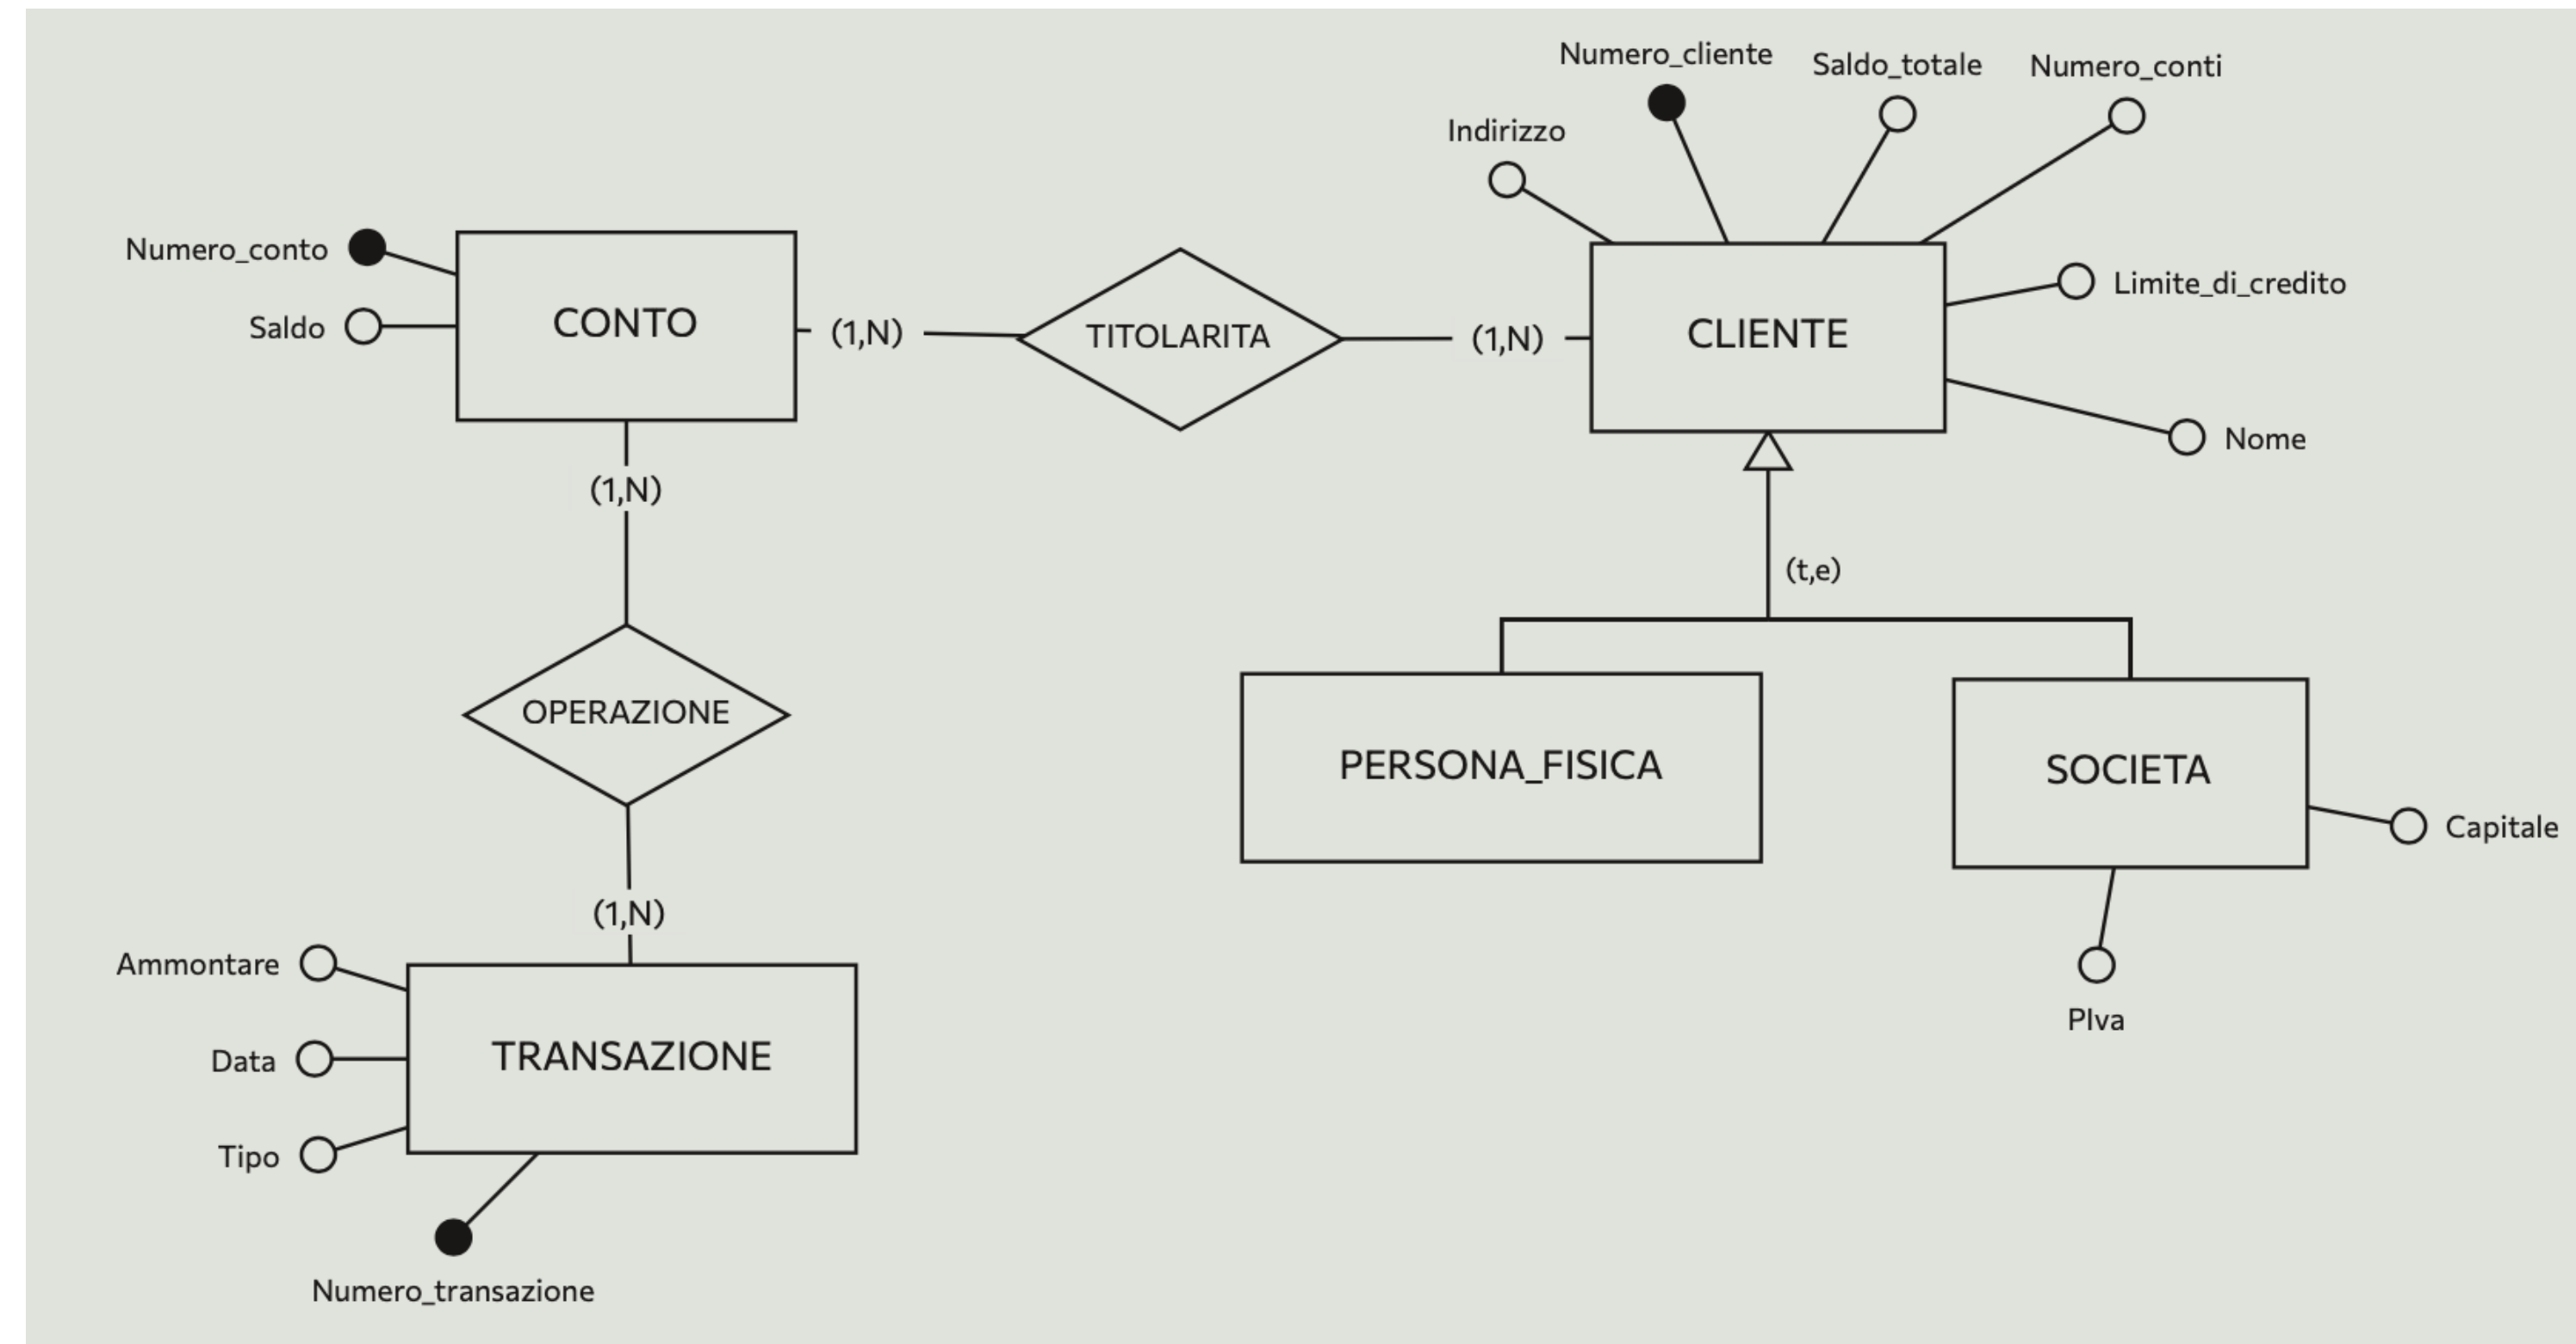 Numero_cliente
Saldo_totale
Numero_conti
Indirizzo
Numero_conto
Saldo
CONTO
(1,N)
TITOLARITA
(1,N)
CLIENTE
Limite_di_credito
Nome
(1,N)
(t,e)
OPERAZIONE
PERSONA_FISICA
SOCIETA
Capitale
(1,N)
Ammontare
Data
Tipo
TRANSAZIONE
PIva
Numero_transazione